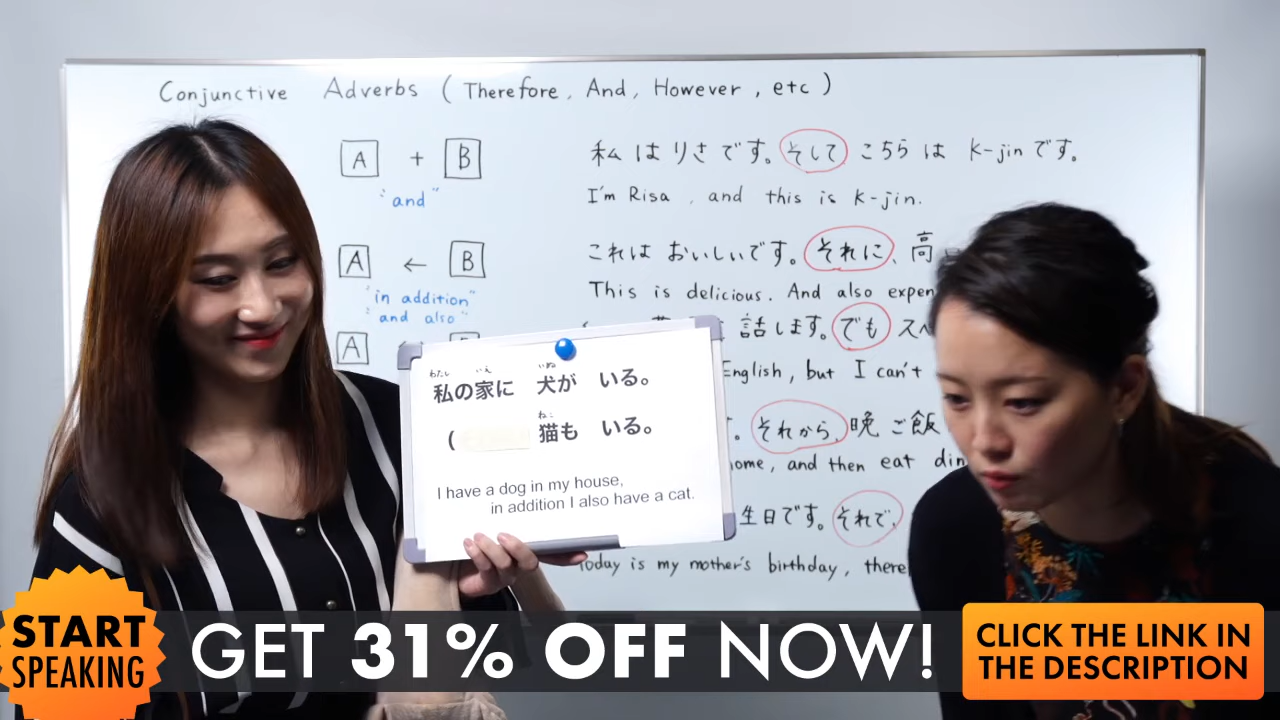 Conjunctive Adverbs ( Therefore, And, However, etc )
A + B
"and"
私 は りさ です。 そして こちら は K-jin です。
I'm Risa , and this is K-jin.
A ← B
"in addition"
"and also"
これは おいしいです。 それに、高
This is delicious. And also expen
A
話します。 でも スペ
English, but I can't
。それから、晩ご飯
home, and then eat din
生日です。それで、
Today is my mother's birthday, there
わたし いえ いぬ
私の家に 犬が いる。
ねこ
( 猫も いる。
I have a dog in my house,
in addition I also have a cat.
START
SPEAKING
GET 31% OFF NOW!
CLICK THE LINK IN
THE DESCRIPTION